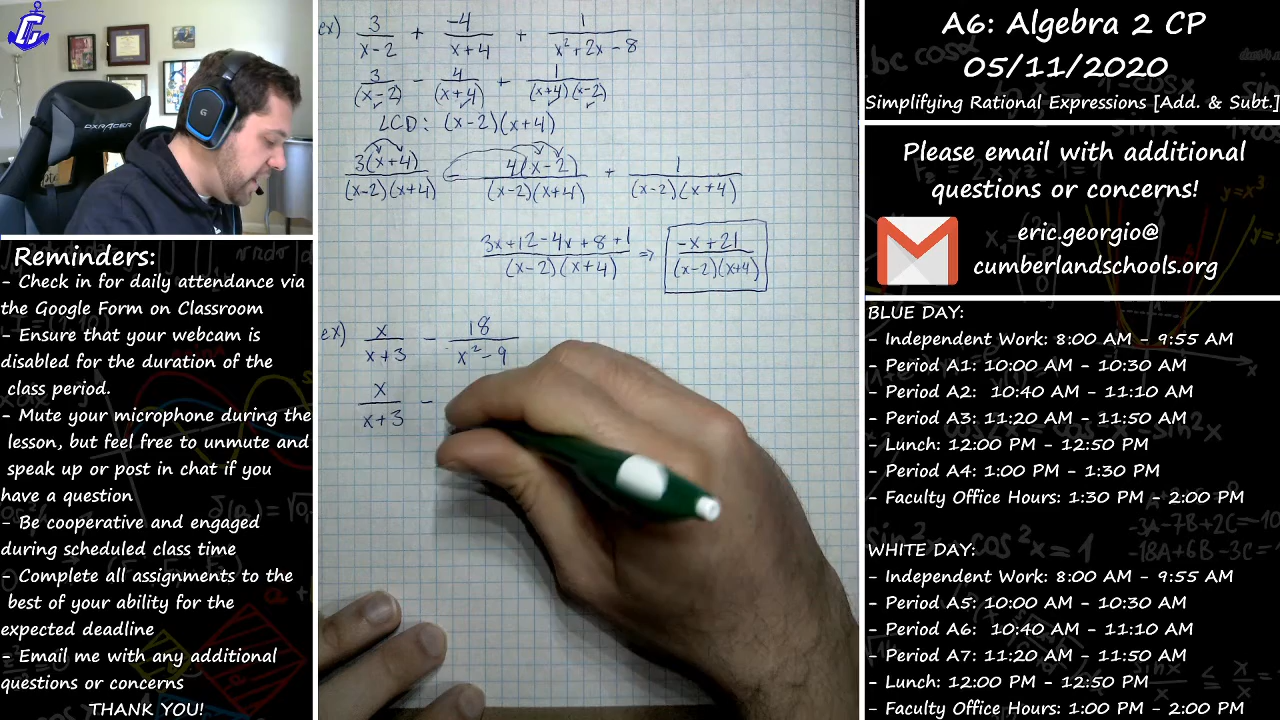 C
DXRACER
Reminders:
- Check in for daily attendance via
the Google Form on Classroom
- Ensure that your webcam is
disabled for the duration of the
class period.
- Mute your microphone during the
lesson, but feel free to unmute and
speak up or post in chat if you
have a question
- Be cooperative and engaged
during scheduled class time
- Complete all assignments to the
best of your ability for the
expected deadline
- Email me with any additional
questions or concerns
THANK YOU!
ex) 3/(x-2) + -4/(x+4) + 1/(x²+2x-8)
3/(x-2) - 4/(x+4) + 1/((x+4)(x-2))
LCD: (x-2)(x+4)
3(x+4)/((x-2)(x+4)) - 4(x-2)/((x-2)(x+4)) + 1/((x-2)(x+4))
(3x+12-4x+8+1)/((x-2)(x+4)) ⇒ (-x+21)/((x-2)(x+4))
ex) x/(x+3) - 18/(x²-9)
x/(x+3) -
A6: Algebra 2 CP
05/11/2020
Simplifying Rational Expressions [Add. & Subt.]
Please email with additional
questions or concerns!
eric.georgio@
cumberlandschools.org
BLUE DAY:
- Independent Work: 8:00 AM - 9:55 AM
- Period A1: 10:00 AM - 10:30 AM
- Period A2: 10:40 AM - 11:10 AM
- Period A3: 11:20 AM - 11:50 AM
- Lunch: 12:00 PM - 12:50 PM
- Period A4: 1:00 PM - 1:30 PM
- Faculty Office Hours: 1:30 PM - 2:00 PM
WHITE DAY:
- Independent Work: 8:00 AM - 9:55 AM
- Period A5: 10:00 AM - 10:30 AM
- Period A6: 10:40 AM - 11:10 AM
- Period A7: 11:20 AM - 11:50 AM
- Lunch: 12:00 PM - 12:50 PM
- Faculty Office Hours: 1:00 PM - 2:00 PM